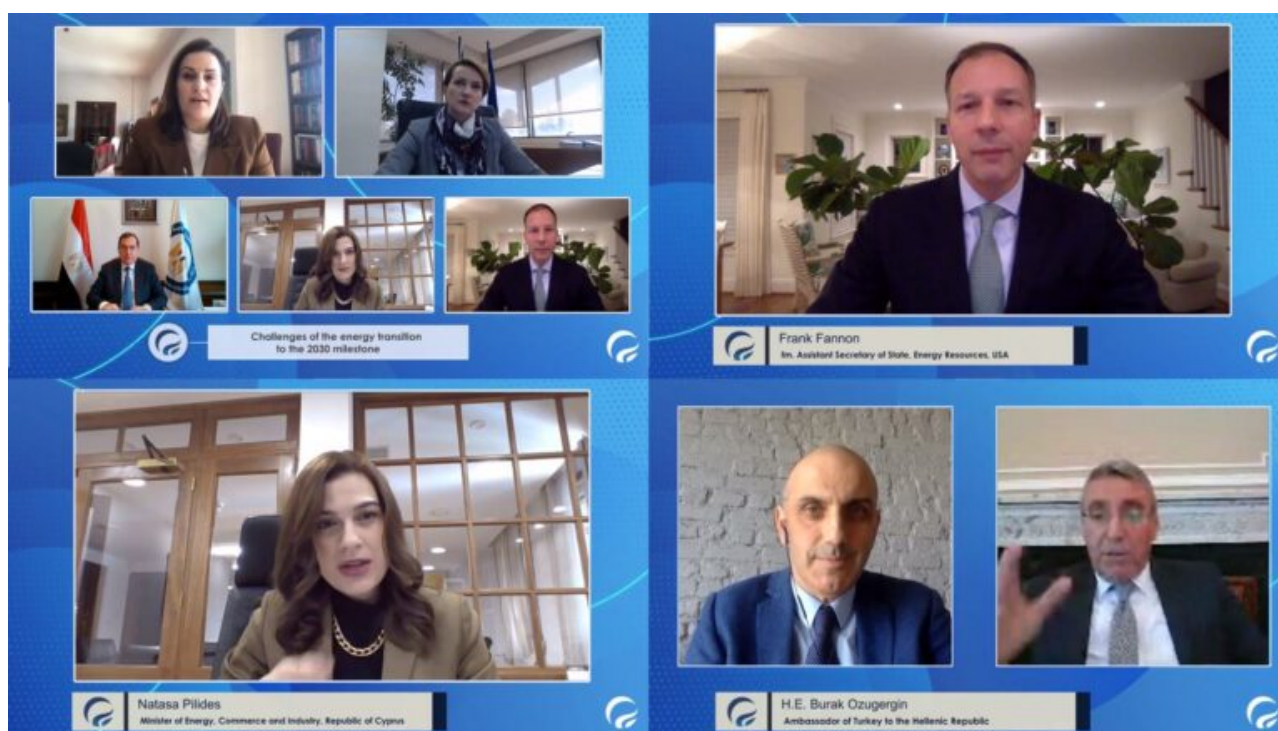 Challenges of the energy transition
to the 2030 milestone
Frank Fannon
Im. Assistant Secretary of State, Energy Resources, USA
Natasa Pilides
Minister of Energy, Commerce and Industry, Republic of Cyprus
H.E. Burak Ozugergin
Ambassador of Turkey to the Hellenic Republic